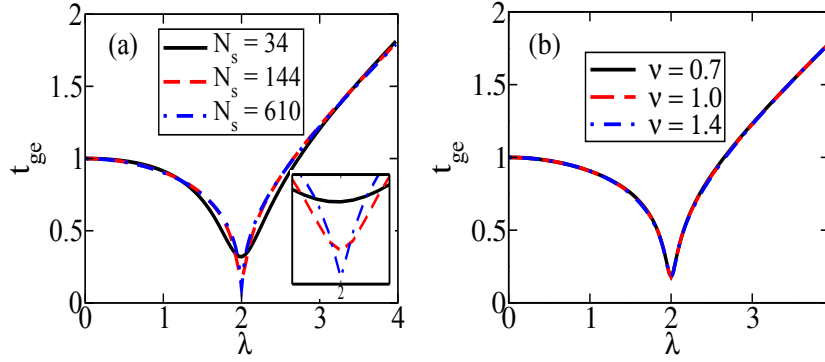 (a)
N_s = 34
N_s = 144
N_s = 610
t_ge
2
1.5
1
0.5
0
0 1 2 3 4
λ
2
(b)
ν = 0.7
ν = 1.0
ν = 1.4
t_ge
2
1.5
1
0.5
0
0 1 2 3
λ